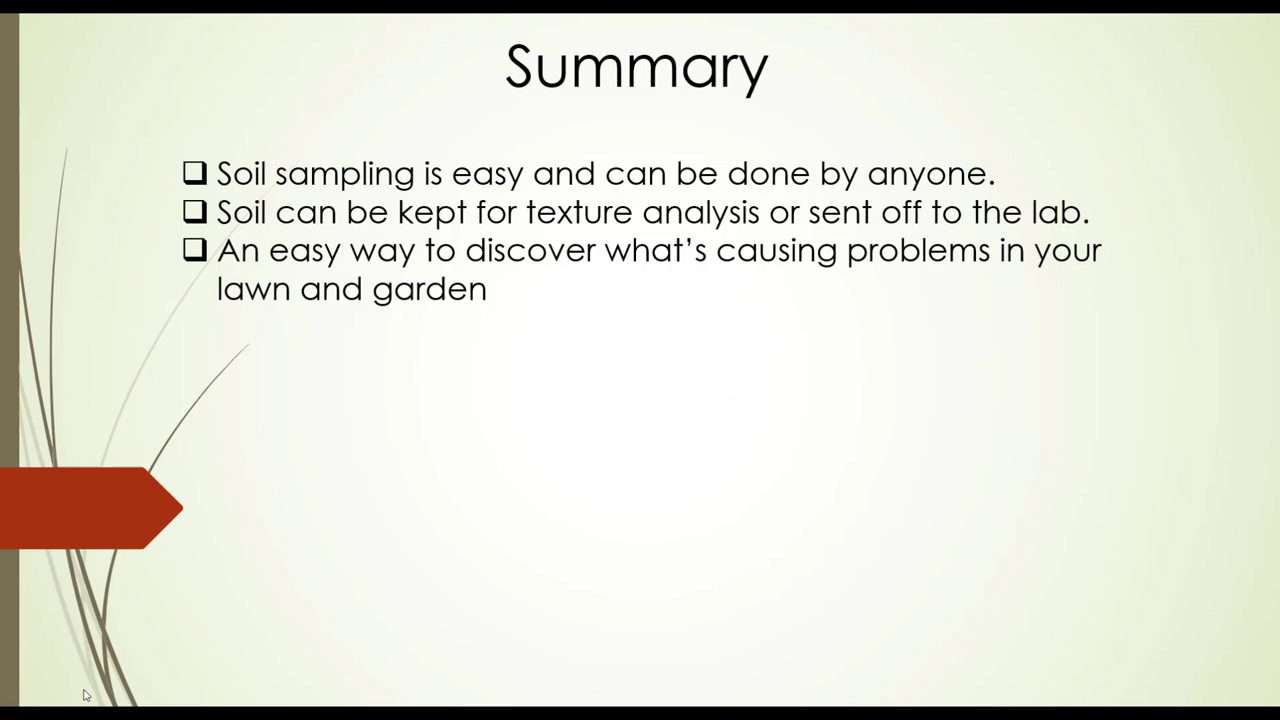 Summary
❑ Soil sampling is easy and can be done by anyone.
❑ Soil can be kept for texture analysis or sent off to the lab.
❑ An easy way to discover what’s causing problems in your
lawn and garden